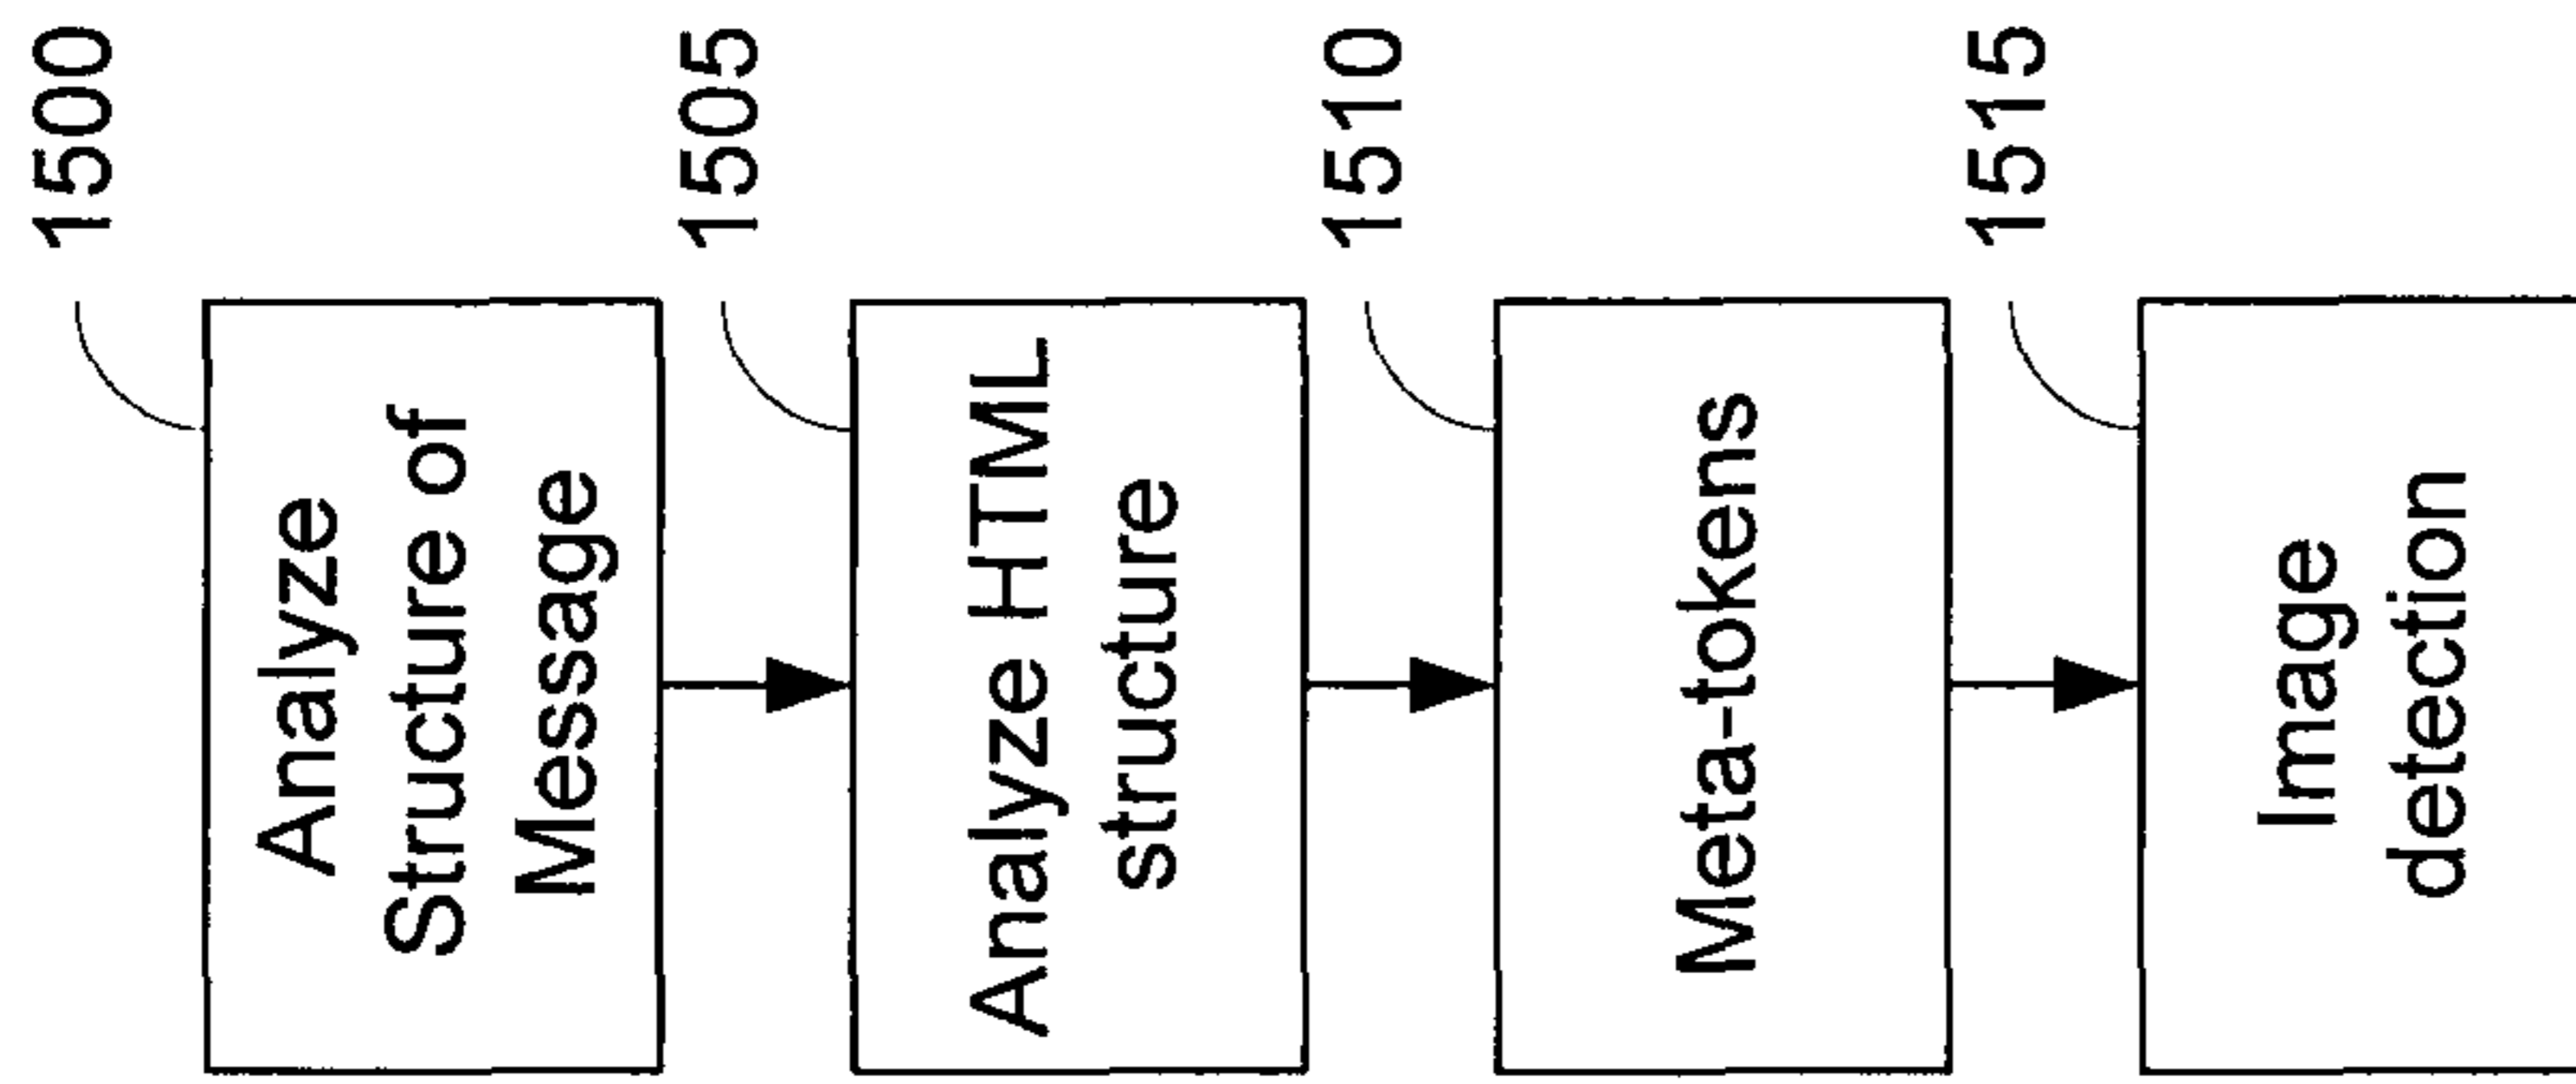 1500
Analyze
Structure of
Message
1505
Analyze HTML
structure
1510
Meta-tokens
1515
Image
detection